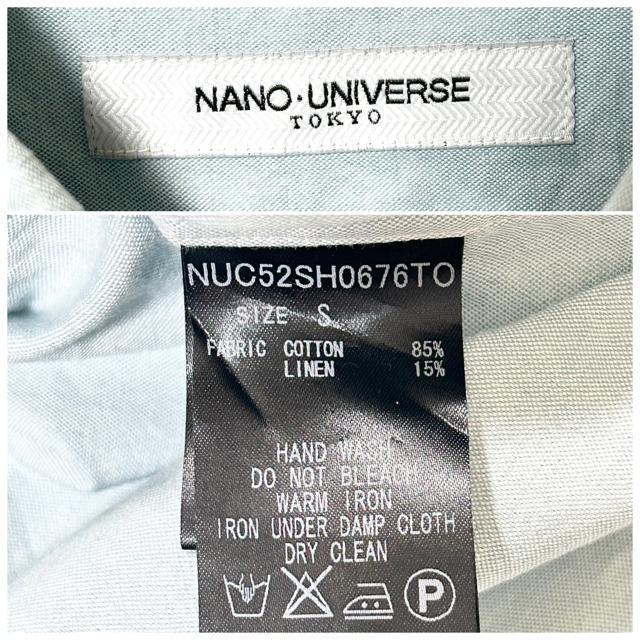 NANO·UNIVERSE
TOKYO
NUC52SH0676TO
SIZE S
FABRIC COTTON 85%
LINEN 15%
HAND WASH
DO NOT BLEACH
WARM IRON
IRON UNDER DAMP CLOTH
DRY CLEAN
P